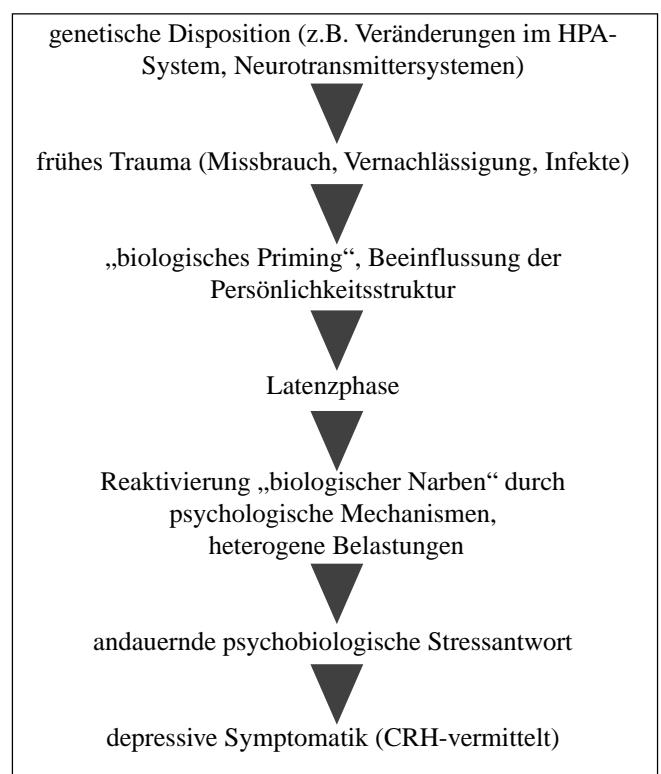 genetische Disposition (z.B. Veränderungen im HPA-
System, Neurotransmittersystemen)
frühes Trauma (Missbrauch, Vernachlässigung, Infekte)
„biologisches Priming“, Beeinflussung der
Persönlichkeitsstruktur
Latenzphase
Reaktivierung „biologischer Narben“ durch
psychologische Mechanismen,
heterogene Belastungen
andauernde psychobiologische Stressantwort
depressive Symptomatik (CRH-vermittelt)